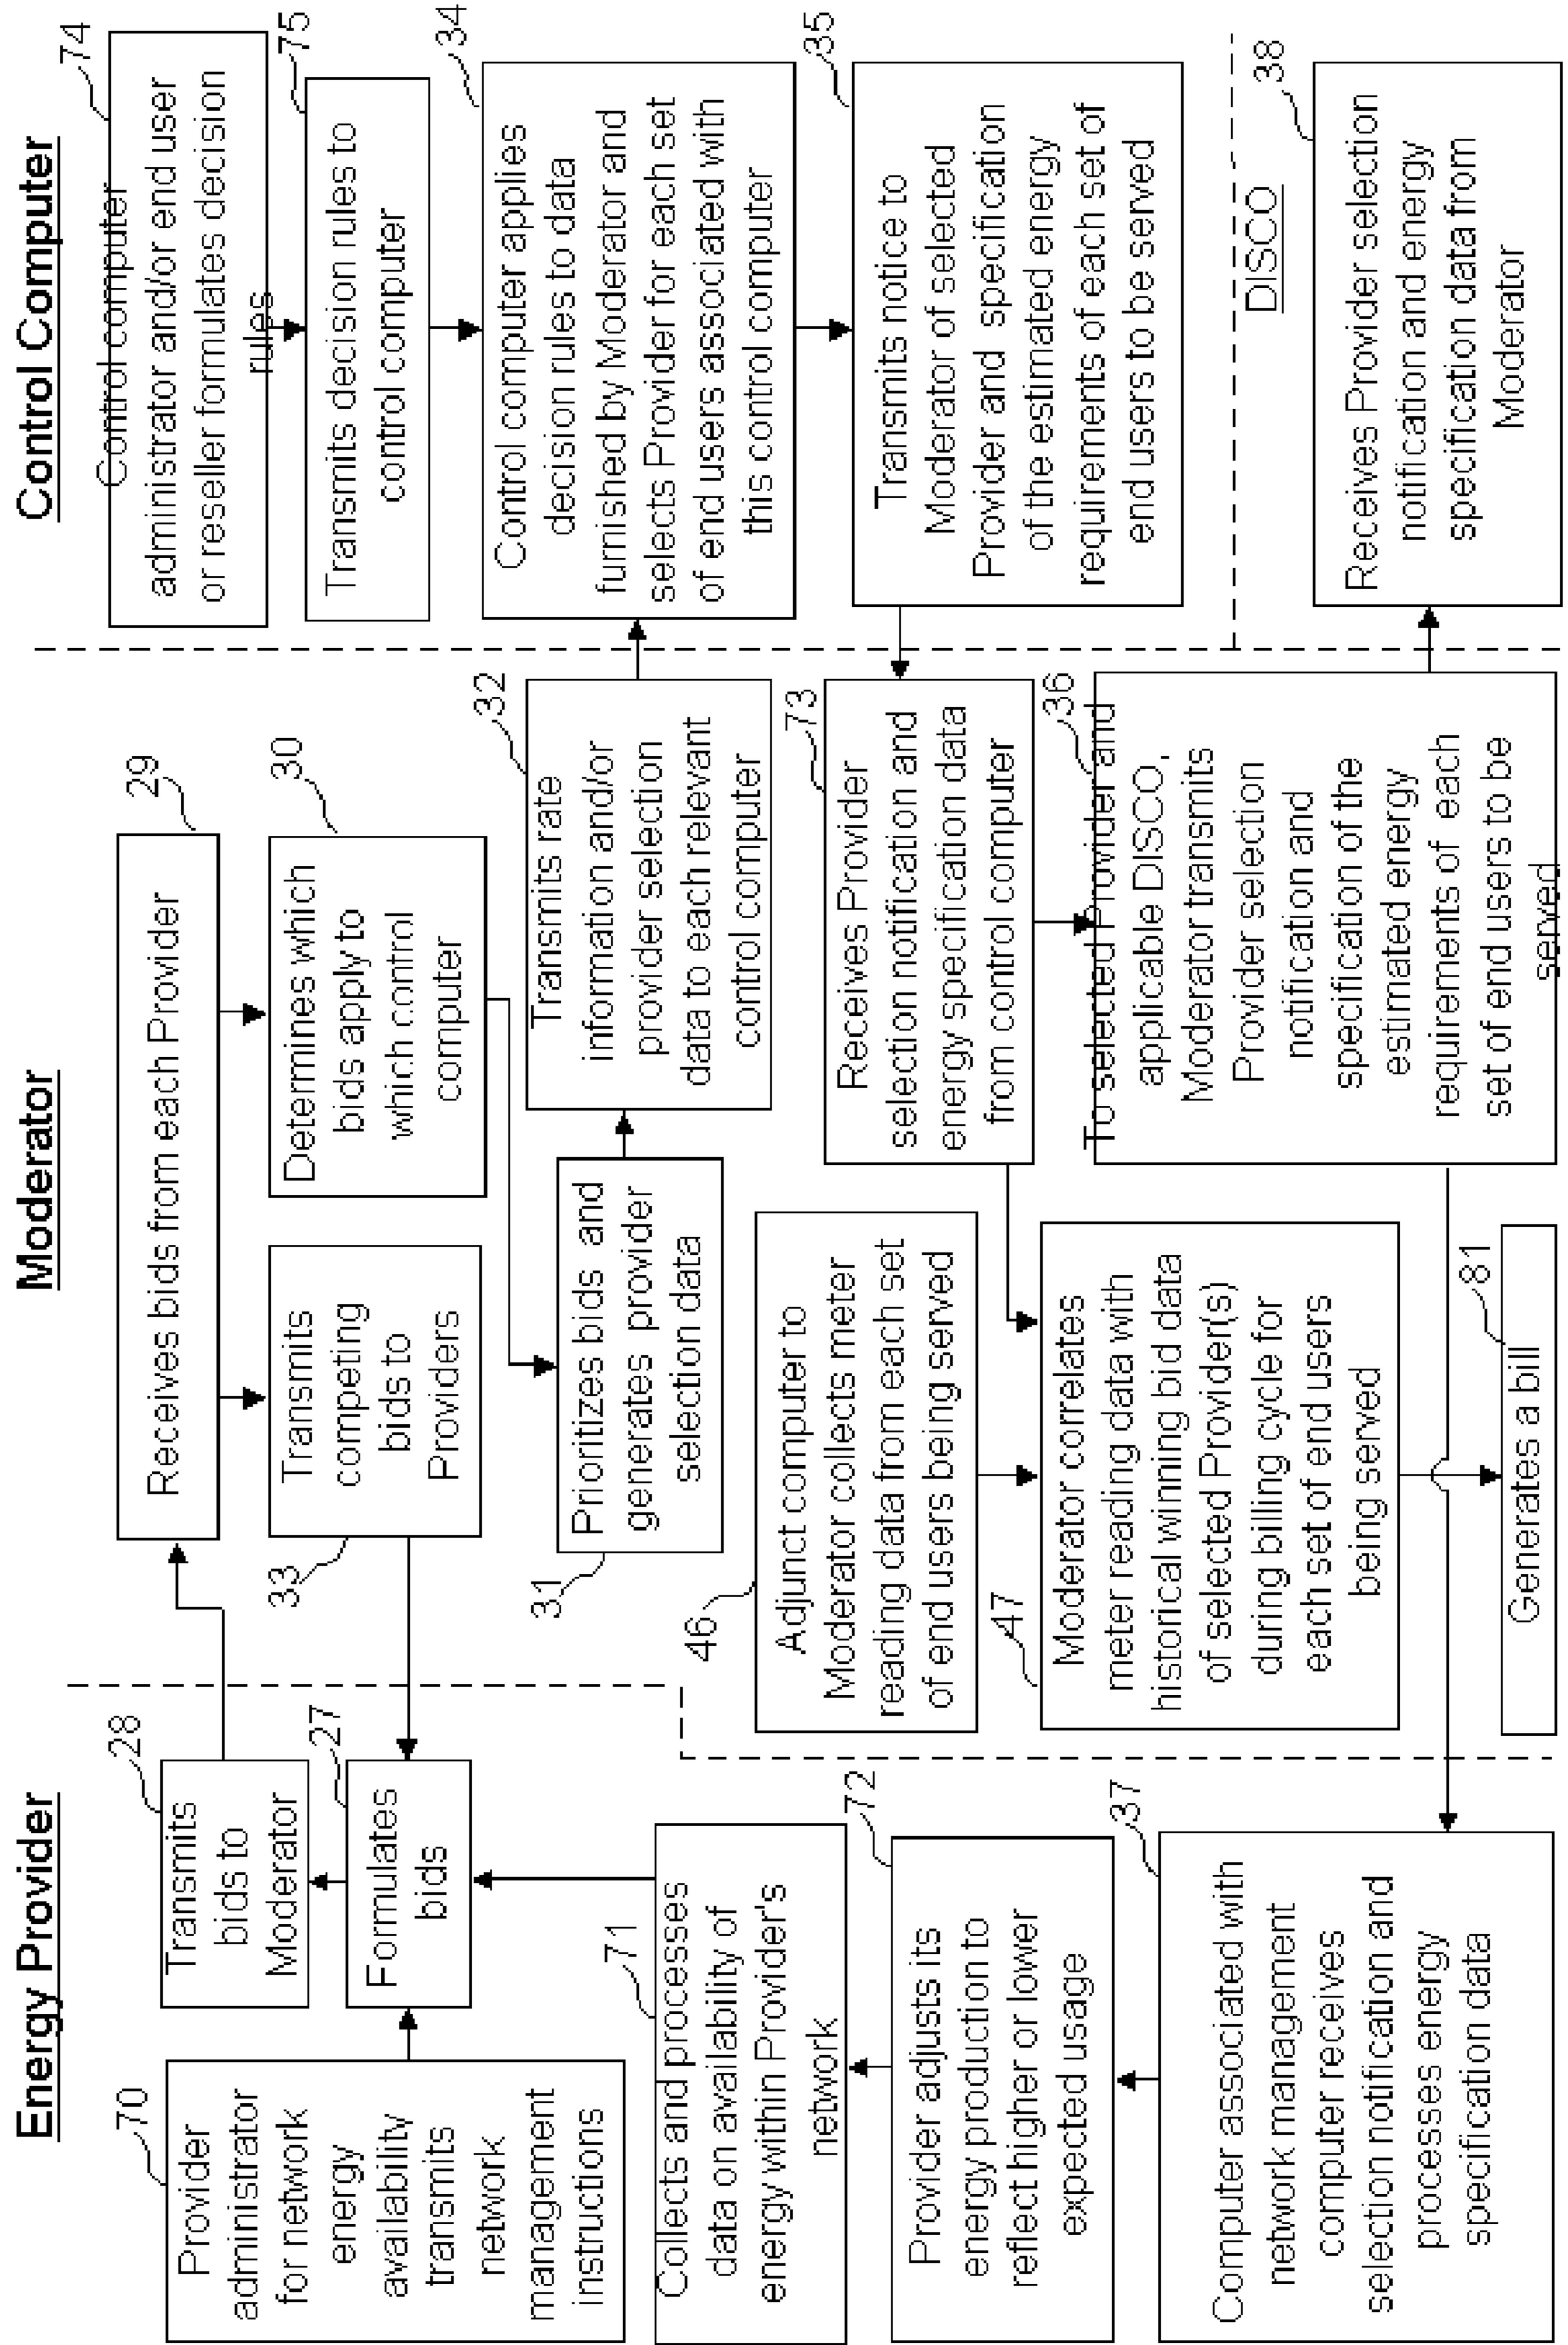 Energy Provider
Moderator
Control Computer
70
Provider
administrator
for network
energy
availability
transmits
network
management
instructions
28
Transmits
bids to
Moderator
27
Formulates
bids
71
Collects and processes
data on availability of
energy within Provider's
network
72
Provider adjusts its
energy production to
reflect higher or lower
expected usage
37
Computer associated with
network management
computer receives
selection notification and
processes energy
specification data
29
Receives bids from each Provider
33
Transmits
competing
bids to
Providers
30
Determines which
bids apply to
which control
computer
31
Prioritizes bids and
generates provider
selection data
32
Transmits rate
information and/or
provider selection
data to each relevant
control computer
46
Adjunct computer to
Moderator collects meter
reading data from each set
of end users being served
73
Receives Provider
selection notification and
energy specification data
from control computer
47
Moderator correlates
meter reading data with
historical winning bid data
of selected Provider(s)
during billing cycle for
each set of end users
being served
36
To selected Provider and
applicable DISCO,
Moderator transmits
Provider selection
notification and
specification of the
estimated energy
requirements of each
set of end users to be
served
81
Generates a bill
74
Control computer
administrator and/or end user
or reseller formulates decision
rules
75
Transmits decision rules to
control computer
34
Control computer applies
decision rules to data
furnished by Moderator and
selects Provider for each set
of end users associated with
this control computer
35
Transmits notice to
Moderator of selected
Provider and specification
of the estimated energy
requirements of each set of
end users to be served
DISCO
38
Receives Provider selection
notification and energy
specification data from
Moderator